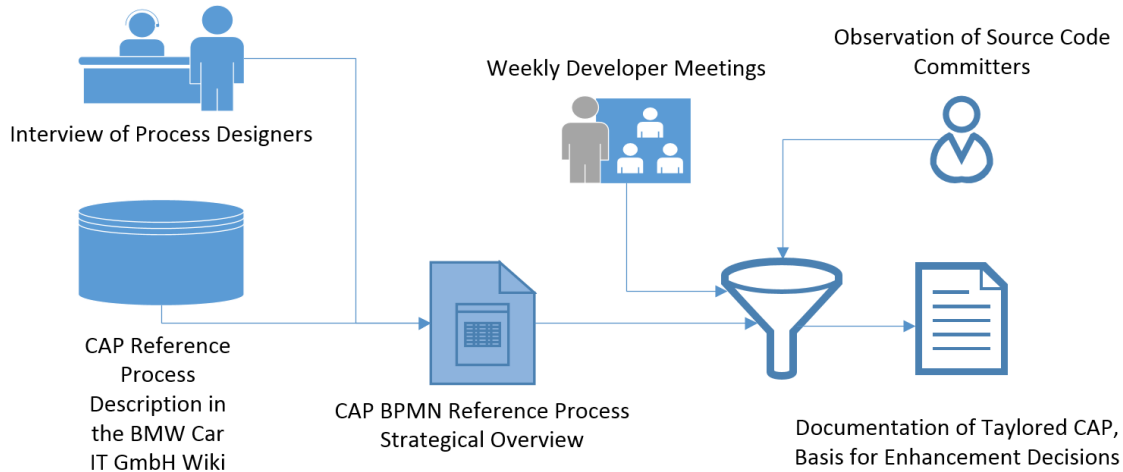 Interview of Process Designers
Weekly Developer Meetings
Observation of Source Code
Committers
CAP Reference
Process
Description in
the BMW Car
IT GmbH Wiki
CAP BPMN Reference Process
Strategical Overview
Documentation of Taylored CAP,
Basis for Enhancement Decisions